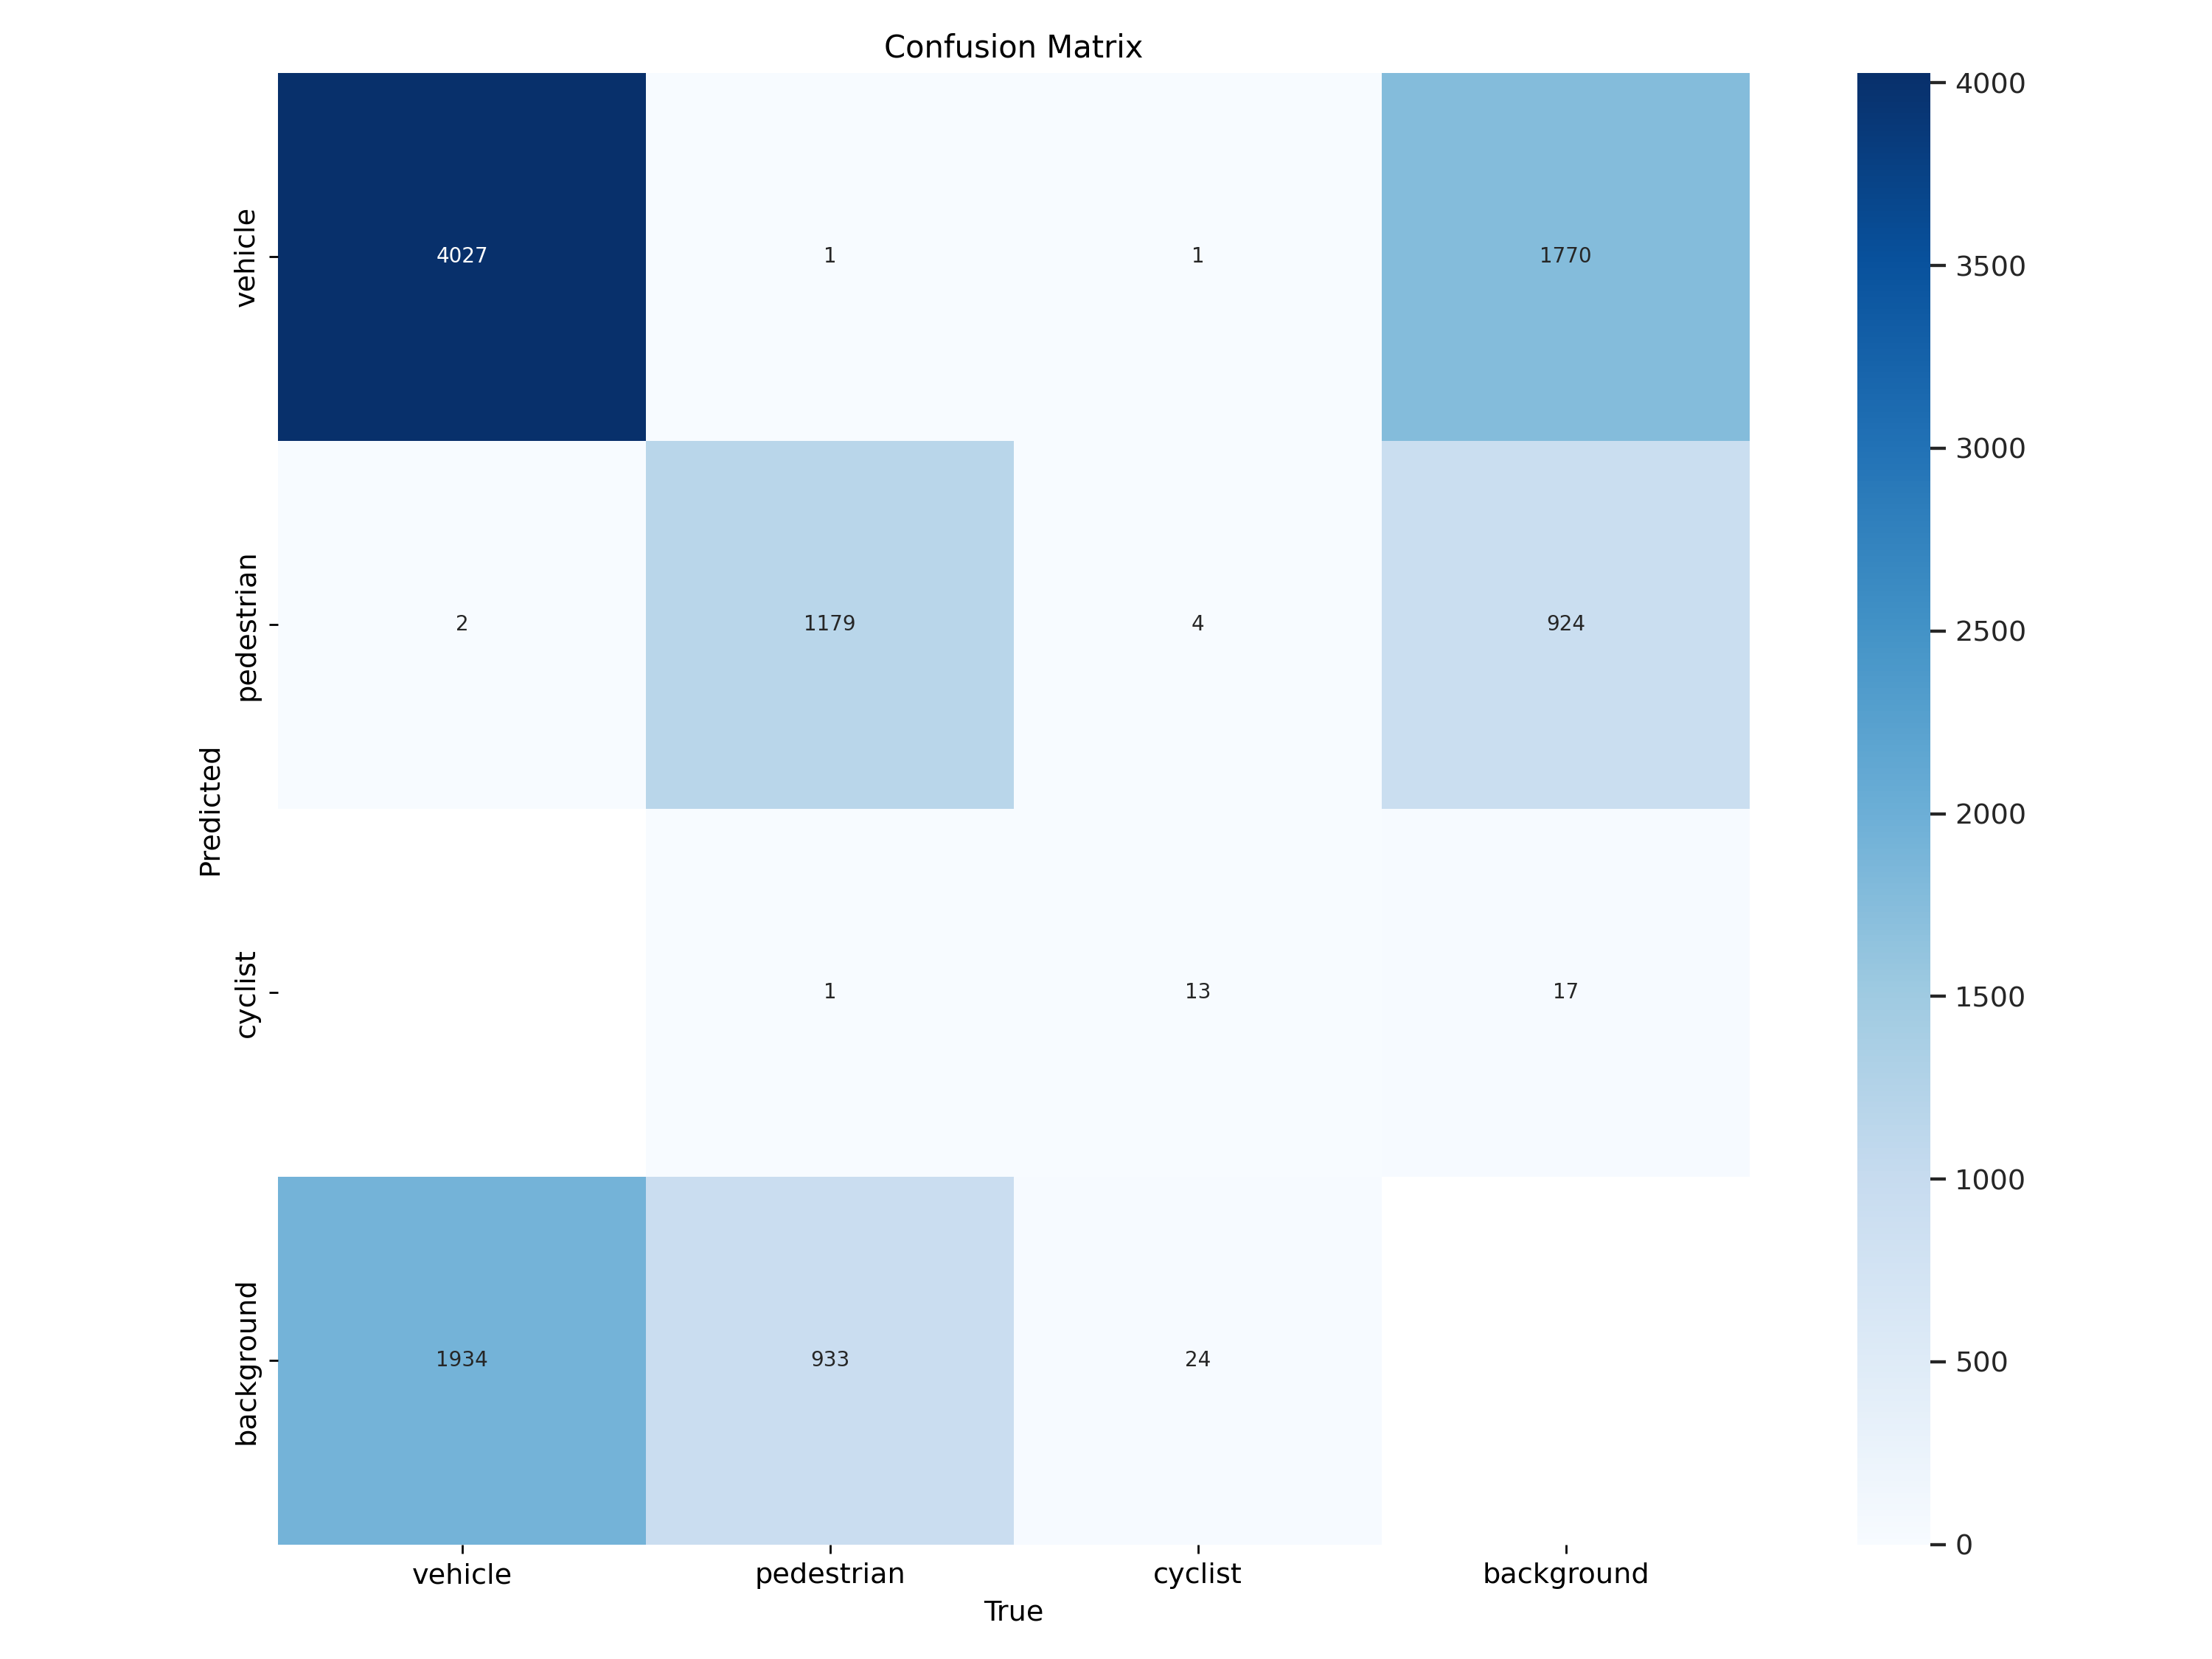 Confusion Matrix
vehicle
4027
1
1
1770
pedestrian
2
1179
4
924
cyclist
1
13
17
background
1934
933
24
Predicted
vehicle
pedestrian
cyclist
background
True
4000
3500
3000
2500
2000
1500
1000
500
0